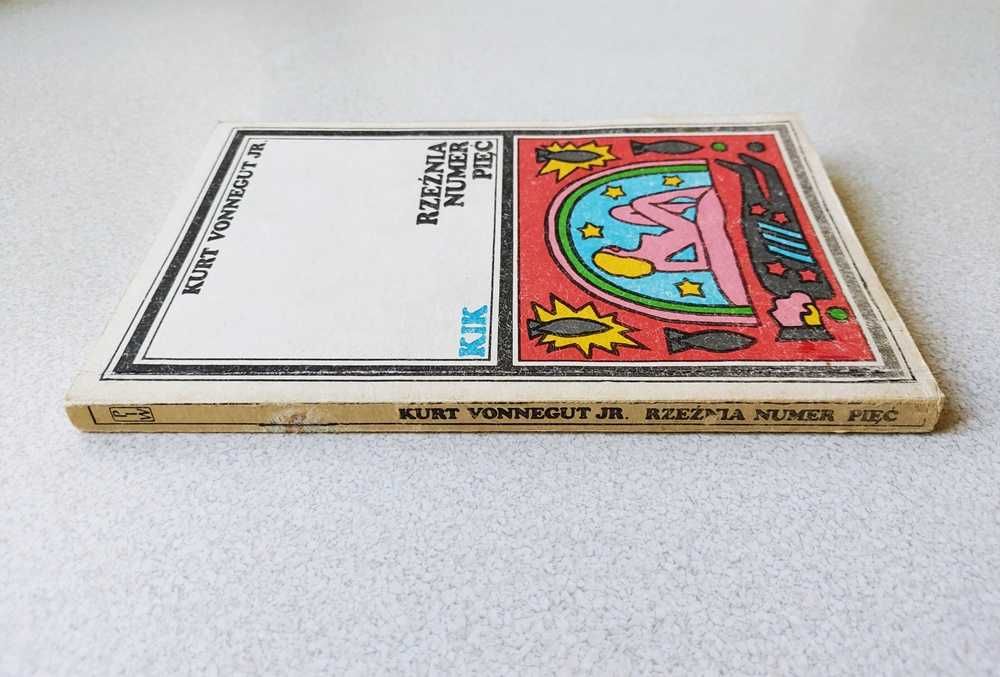 KURT VONNEGUT JR.
RZEŹNIA
NUMER
PIĘĆ
KIK
PIW
KURT VONNEGUT JR. RZEŹNIA NUMER PIĘĆ